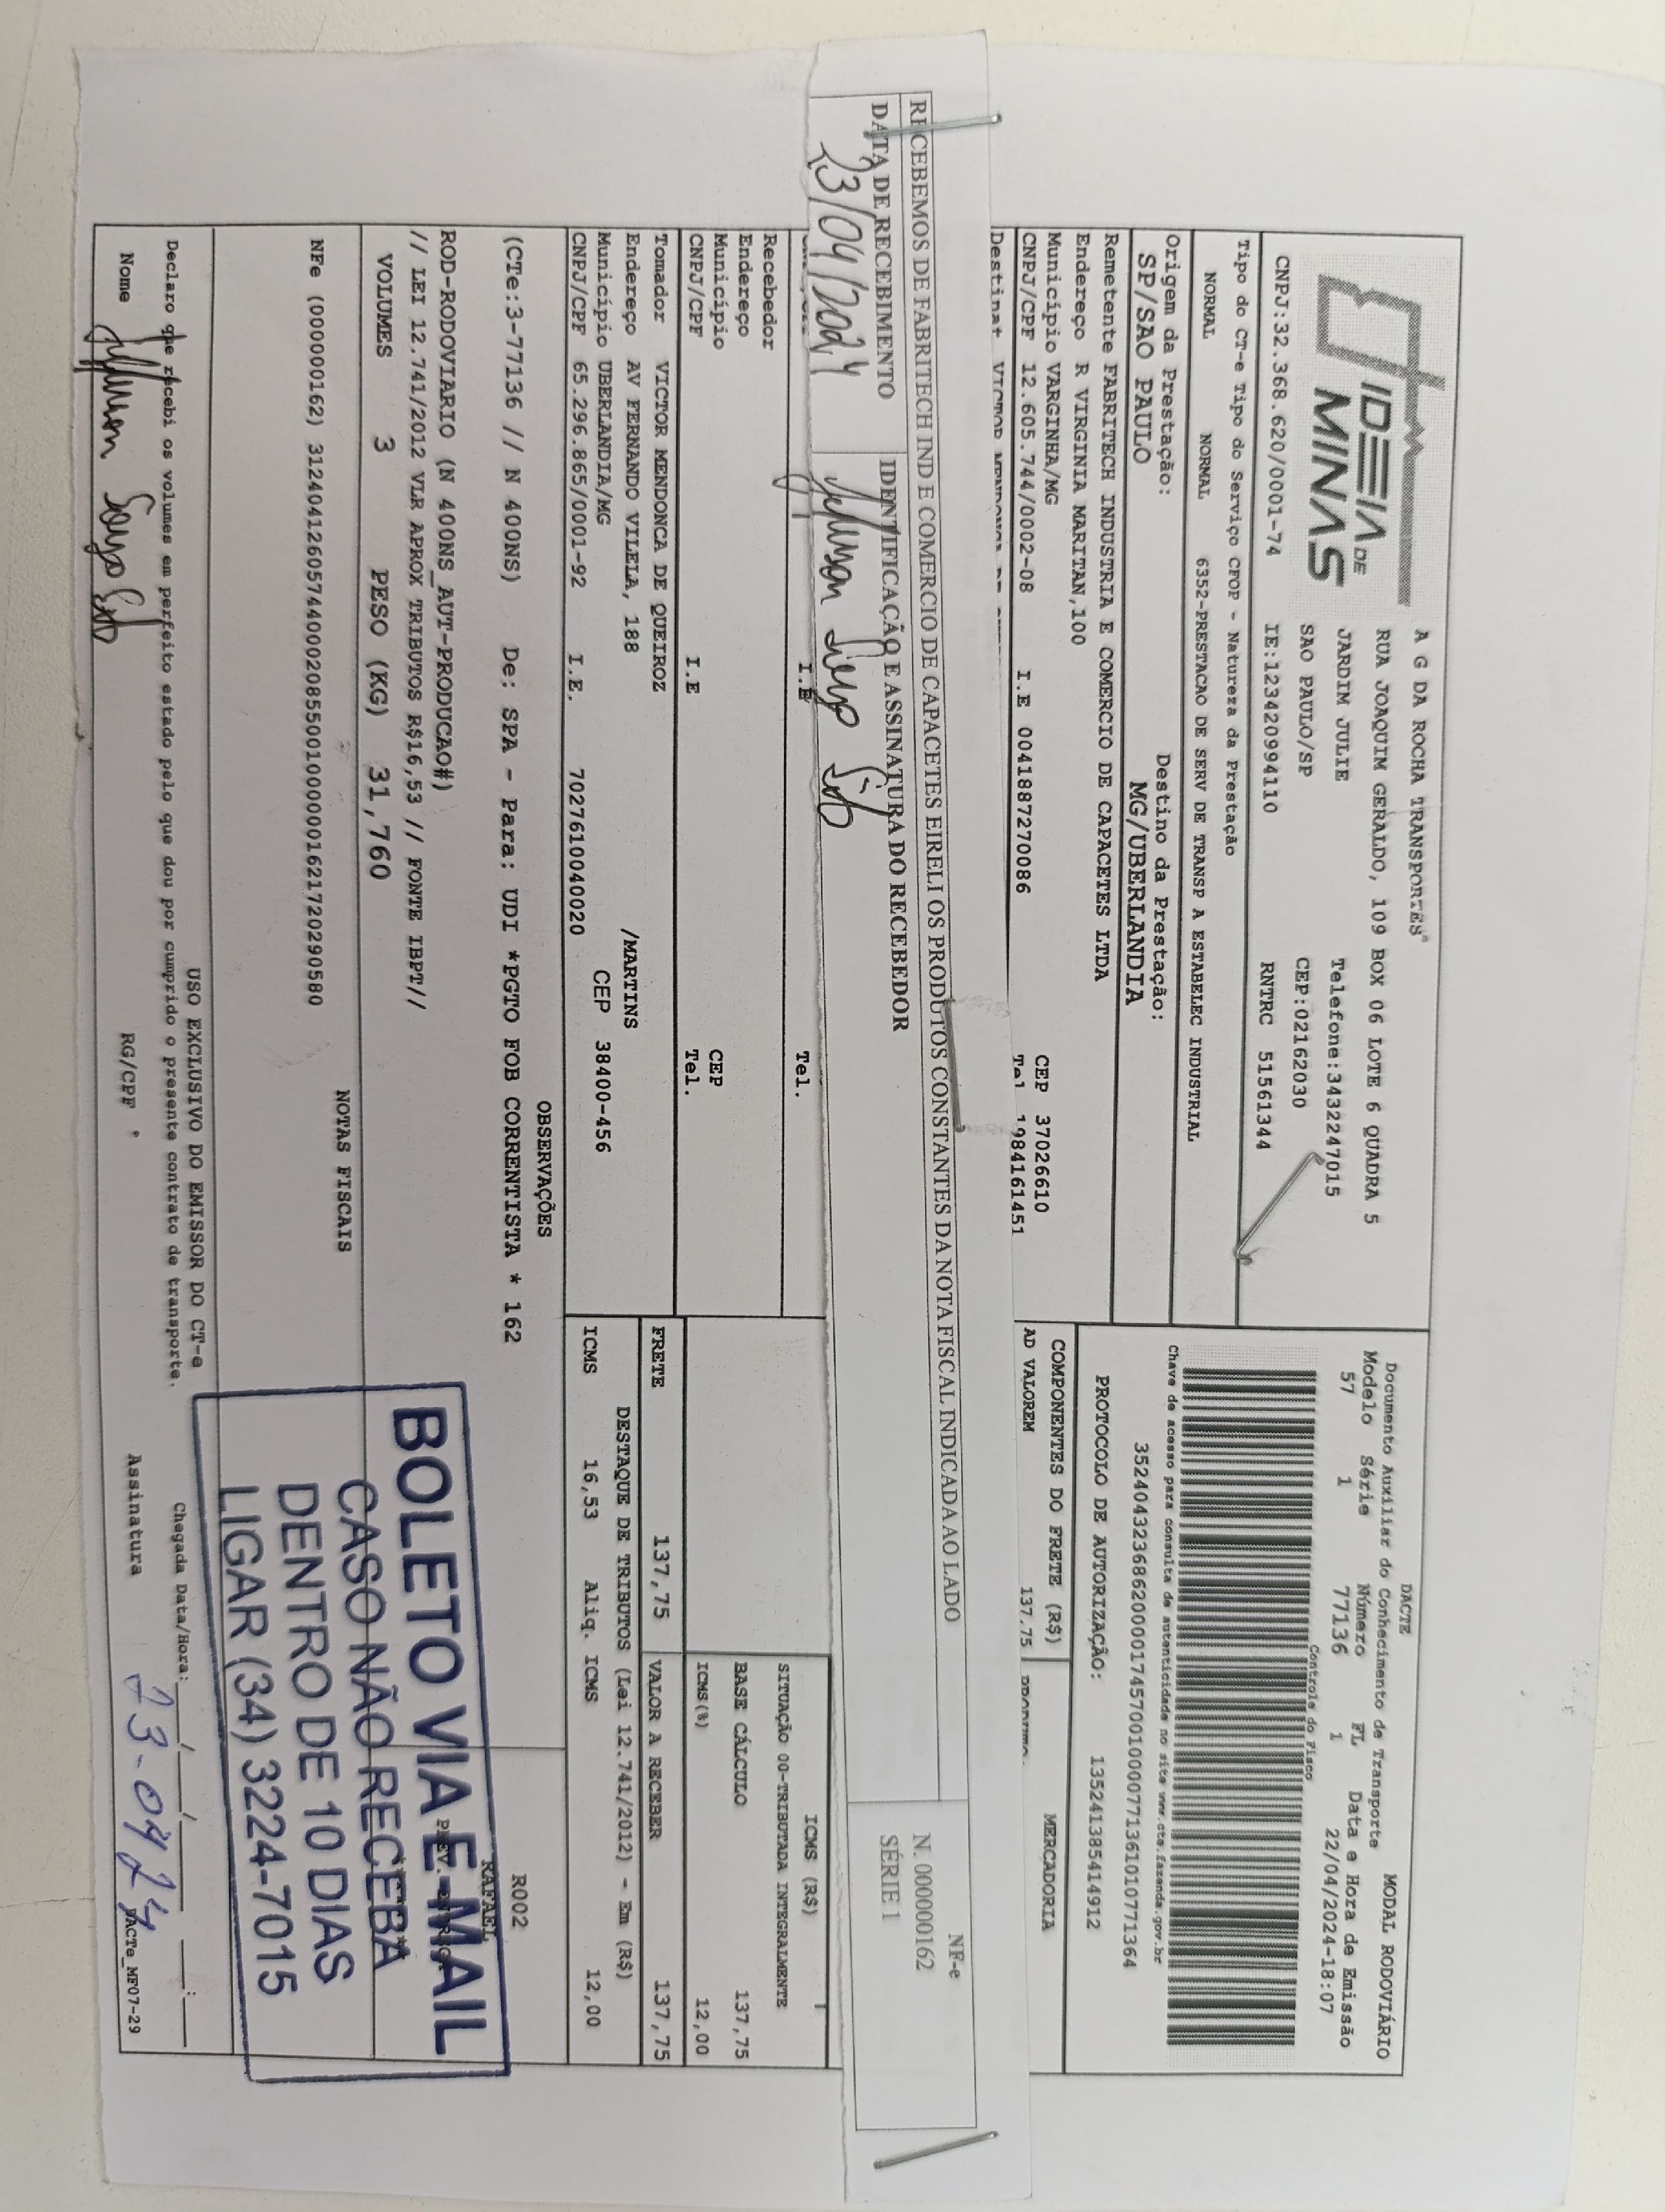 IDEIA DE
MINAS
A G DA ROCHA TRANSPORTES
RUA JOAQUIM GERALDO, 109 BOX 06 LOTE 6 QUADRA 5
JARDIM JULIE Telefone:3432247015
SAO PAULO/SP CEP:02162030
CNPJ:32.368.620/0001-74 IE:123420994110 RNTRC 51561344
DACTE MODAL RODOVIÁRIO
Documento Auxiliar do Conhecimento de Transporte
Modelo Série Número FL Data e Hora de Emissão
57 1 77136 1 22/04/2024-18:07
Controle do Fisco
Tipo do CT-e Tipo do Serviço CFOP - Natureza da Prestação
NORMAL NORMAL 6352-PRESTACAO DE SERV DE TRANSP A ESTABELEC INDUSTRIAL
Chave de acesso para consulta de autenticidade no site www.cte.fazenda.gov.br
35240432368620000174570010000771361010771364
Origem da Prestação: Destino da Prestação:
SP/SAO PAULO MG/UBERLANDIA
PROTOCOLO DE AUTORIZAÇÃO: 135241385414912
Remetente FABRITECH INDUSTRIA E COMERCIO DE CAPACETES LTDA
Endereço R VIRGINIA MARITAN,100
Município VARGINHA/MG CEP 37026610
CNPJ/CPF 12.605.744/0002-08 I.E 0041887270086 Tel 1984161451
COMPONENTES DO FRETE (R$) MERCADORIA
AD VALOREM 137.75
Destinat VICTOR
RECEBEMOS DE FABRITECH IND E COMERCIO DE CAPACETES EIRELI OS PRODUTOS CONSTANTES DA NOTA FISCAL INDICADA AO LADO
NF-e
N. 000000162
SÉRIE 1
DATA DE RECEBIMENTO IDENTIFICAÇÃO E ASSINATURA DO RECEBEDOR
23/04/2024
I.E Tel.
Recebedor
Endereço
Município CEP
CNPJ/CPF I.E Tel.
ICMS (R$)
SITUAÇÃO 00-TRIBUTADA INTEGRALMENTE
BASE CÁLCULO 137,75
ICMS(%) 12,00
Tomador VICTOR MENDONCA DE QUEIROZ
Endereço AV FERNANDO VILELA, 188 /MARTINS
Município UBERLANDIA/MG CEP 38400-456
CNPJ/CPF 65.296.865/0001-92 I.E. 7027610040020
FRETE 137,75 VALOR A RECEBER 137,75
DESTAQUE DE TRIBUTOS (Lei 12.741/2012) - Em (R$)
ICMS 16,53 Aliq. ICMS 12,00
OBSERVAÇÕES
(CTe:3-77136 // N 400NS) De: SPA - Para: UDI *PGTO FOB CORRENTISTA * 162
R002
RAFAEL
ROD-RODOVIARIO (N 400NS_AUT-PRODUCAO#)
// LEI 12.741/2012 VLR APROX TRIBUTOS R$16,53 // FONTE IBPT//
VOLUMES 3 PESO (KG) 31,760
NOTAS FISCAIS
NFe (000000162) 31240412605744000208550010000001621720290580
BOLETO VIA E-MAIL
CASO NÃO RECEBA
DENTRO DE 10 DIAS
LIGAR (34) 3224-7015
USO EXCLUSIVO DO EMISSOR DO CT-e
Declaro que recebi os volumes em perfeito estado pelo que dou por cumprido o presente contrato de transporte.
Chegada Data/Hora: __/__/__ __:__
23-04 24
Nome RG/CPF Assinatura
DACTe_MF07-29